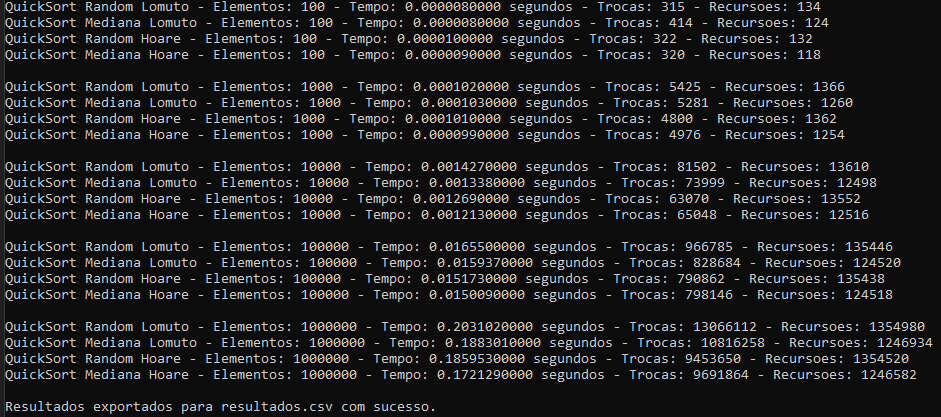 QuickSort Random Lomuto - Elementos: 100 - Tempo: 0.0000080000 segundos - Trocas: 315 - Recursoes: 134
QuickSort Mediana Lomuto - Elementos: 100 - Tempo: 0.0000080000 segundos - Trocas: 414 - Recursoes: 124
QuickSort Random Hoare - Elementos: 100 - Tempo: 0.0000100000 segundos - Trocas: 322 - Recursoes: 132
QuickSort Mediana Hoare - Elementos: 100 - Tempo: 0.0000090000 segundos - Trocas: 320 - Recursoes: 118

QuickSort Random Lomuto - Elementos: 1000 - Tempo: 0.0001020000 segundos - Trocas: 5425 - Recursoes: 1366
QuickSort Mediana Lomuto - Elementos: 1000 - Tempo: 0.0001030000 segundos - Trocas: 5281 - Recursoes: 1260
QuickSort Random Hoare - Elementos: 1000 - Tempo: 0.0001010000 segundos - Trocas: 4800 - Recursoes: 1362
QuickSort Mediana Hoare - Elementos: 1000 - Tempo: 0.0000990000 segundos - Trocas: 4976 - Recursoes: 1254

QuickSort Random Lomuto - Elementos: 10000 - Tempo: 0.0014270000 segundos - Trocas: 81502 - Recursoes: 13610
QuickSort Mediana Lomuto - Elementos: 10000 - Tempo: 0.0013380000 segundos - Trocas: 73999 - Recursoes: 12498
QuickSort Random Hoare - Elementos: 10000 - Tempo: 0.0012690000 segundos - Trocas: 63070 - Recursoes: 13552
QuickSort Mediana Hoare - Elementos: 10000 - Tempo: 0.0012130000 segundos - Trocas: 65048 - Recursoes: 12516

QuickSort Random Lomuto - Elementos: 100000 - Tempo: 0.0165500000 segundos - Trocas: 966785 - Recursoes: 135446
QuickSort Mediana Lomuto - Elementos: 100000 - Tempo: 0.0159370000 segundos - Trocas: 828684 - Recursoes: 124520
QuickSort Random Hoare - Elementos: 100000 - Tempo: 0.0151730000 segundos - Trocas: 790862 - Recursoes: 135438
QuickSort Mediana Hoare - Elementos: 100000 - Tempo: 0.0150090000 segundos - Trocas: 798146 - Recursoes: 124518

QuickSort Random Lomuto - Elementos: 1000000 - Tempo: 0.2031020000 segundos - Trocas: 13066112 - Recursoes: 1354980
QuickSort Mediana Lomuto - Elementos: 1000000 - Tempo: 0.1883010000 segundos - Trocas: 10816258 - Recursoes: 1246934
QuickSort Random Hoare - Elementos: 1000000 - Tempo: 0.1859530000 segundos - Trocas: 9453650 - Recursoes: 1354520
QuickSort Mediana Hoare - Elementos: 1000000 - Tempo: 0.1721290000 segundos - Trocas: 9691864 - Recursoes: 1246582

Resultados exportados para resultados.csv com sucesso.